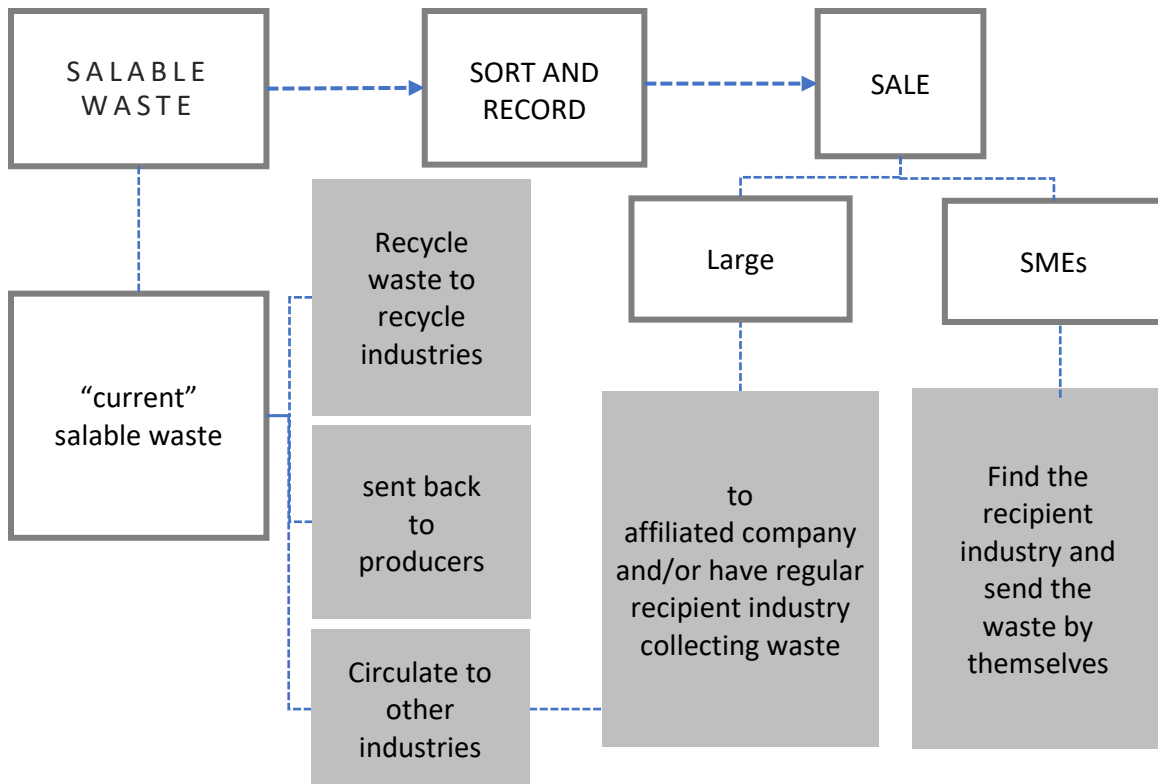 SALABLE
WASTE
SORT AND
RECORD
SALE
Recycle
waste to
recycle
industries
Large
SMEs
“current”
salable waste
sent back
to
producers
to
affiliated company
and/or have regular
recipient industry
collecting waste
Find the
recipient
industry and
send the
waste by
themselves
Circulate to
other
industries